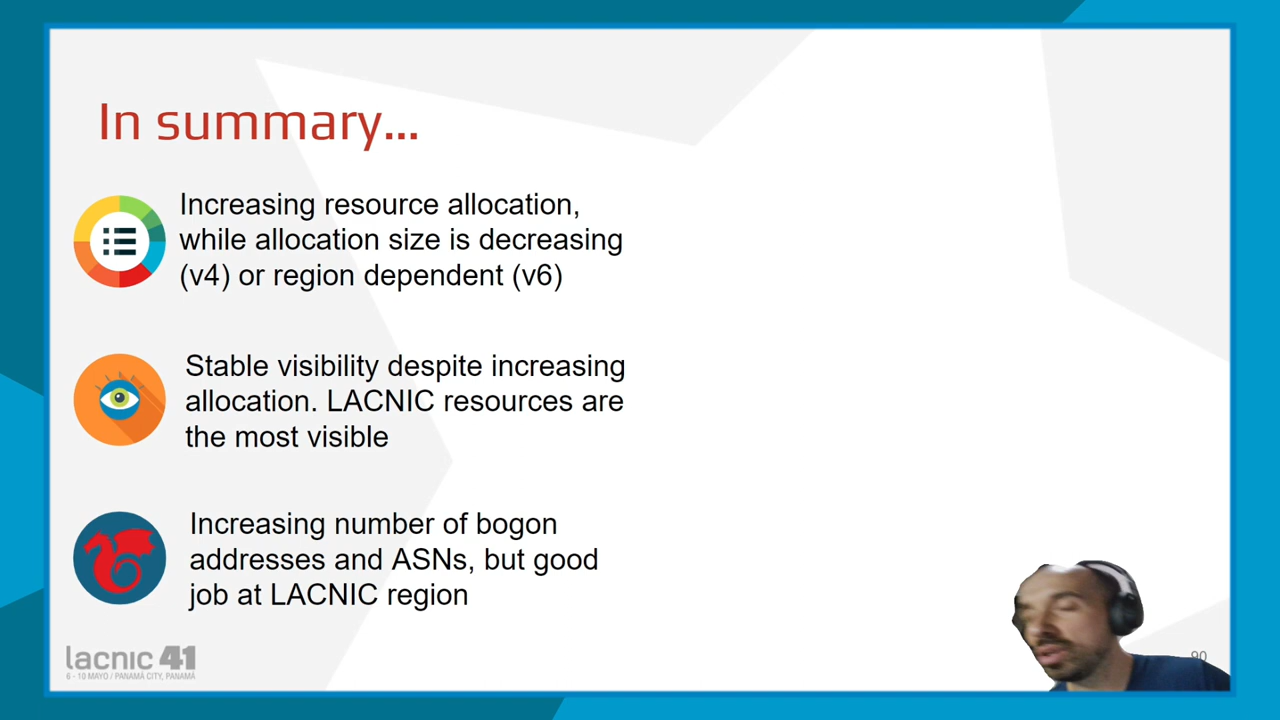 In summary...
Increasing resource allocation,
while allocation size is decreasing
(v4) or region dependent (v6)
Stable visibility despite increasing
allocation. LACNIC resources are
the most visible
Increasing number of bogon
addresses and ASNs, but good
job at LACNIC region
lacnic 41
6 - 10 MAYO / PANAMÁ CITY, PANAMÁ